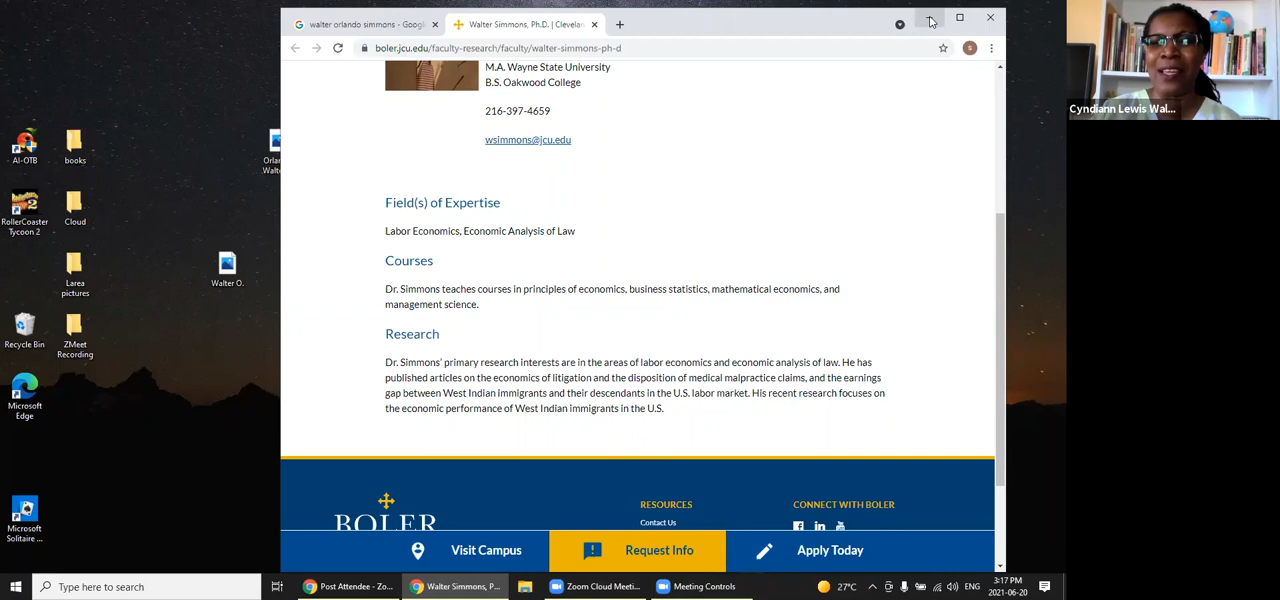 walter orlando simmons - Google
Walter Simmons, Ph.D. | Clevelan
boler.jcu.edu/faculty-research/faculty/walter-simmons-ph-d
S
Cyndiann Lewis Wal...
M.A. Wayne State University
B.S. Oakwood College
216-397-4659
wsimmons@jcu.edu
Field(s) of Expertise
Labor Economics, Economic Analysis of Law
Courses
Dr. Simmons teaches courses in principles of economics, business statistics, mathematical economics, and
management science.
Research
Dr. Simmons' primary research interests are in the areas of labor economics and economic analysis of law. He has
published articles on the economics of litigation and the disposition of medical malpractice claims, and the earnings
gap between West Indian immigrants and their descendants in the U.S. labor market. His recent research focuses on
the economic performance of West Indian immigrants in the U.S.
BOLER
RESOURCES
Contact Us
CONNECT WITH BOLER
Visit Campus
Request Info
Apply Today
AI-OTB
books
RollerCoaster
Tycoon 2
Cloud
Larea
pictures
Walter O.
Recycle Bin
ZMeet
Recording
Microsoft
Edge
Microsoft
Solitaire ...
Type here to search
Post Attendee - Zo...
Walter Simmons, P...
Zoom Cloud Meeti...
Meeting Controls
27°C
ENG
3:17 PM
2021-06-20